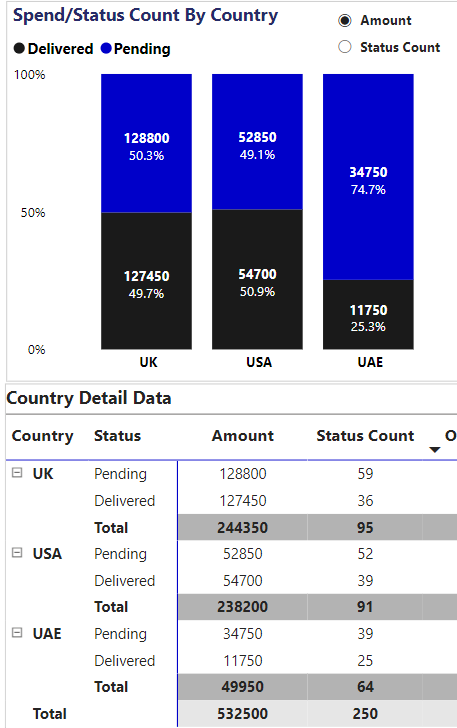 Spend/Status Count By Country
Amount
Status Count
Delivered Pending
100%
50%
0%
128800
50.3%
127450
49.7%
52850
49.1%
54700
50.9%
34750
74.7%
11750
25.3%
UK USA UAE
Country Detail Data
Country Status Amount Status Count O
UK Pending 128800 59
Delivered 127450 36
Total 244350 95
USA Pending 52850 52
Delivered 54700 39
Total 238200 91
UAE Pending 34750 39
Delivered 11750 25
Total 49950 64
Total 532500 250